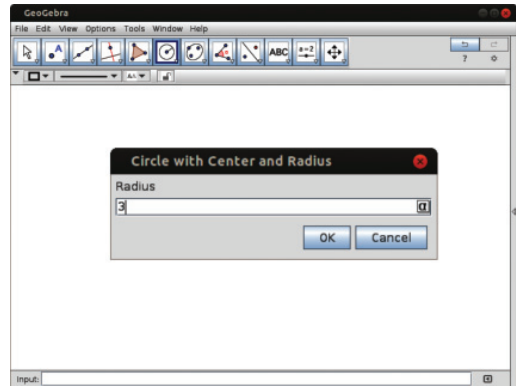 GeoGebra
File Edit View Options Tools Window Help
A ABC a=2
? 
AA
Circle with Center and Radius
Radius
3 α
OK Cancel
Input: